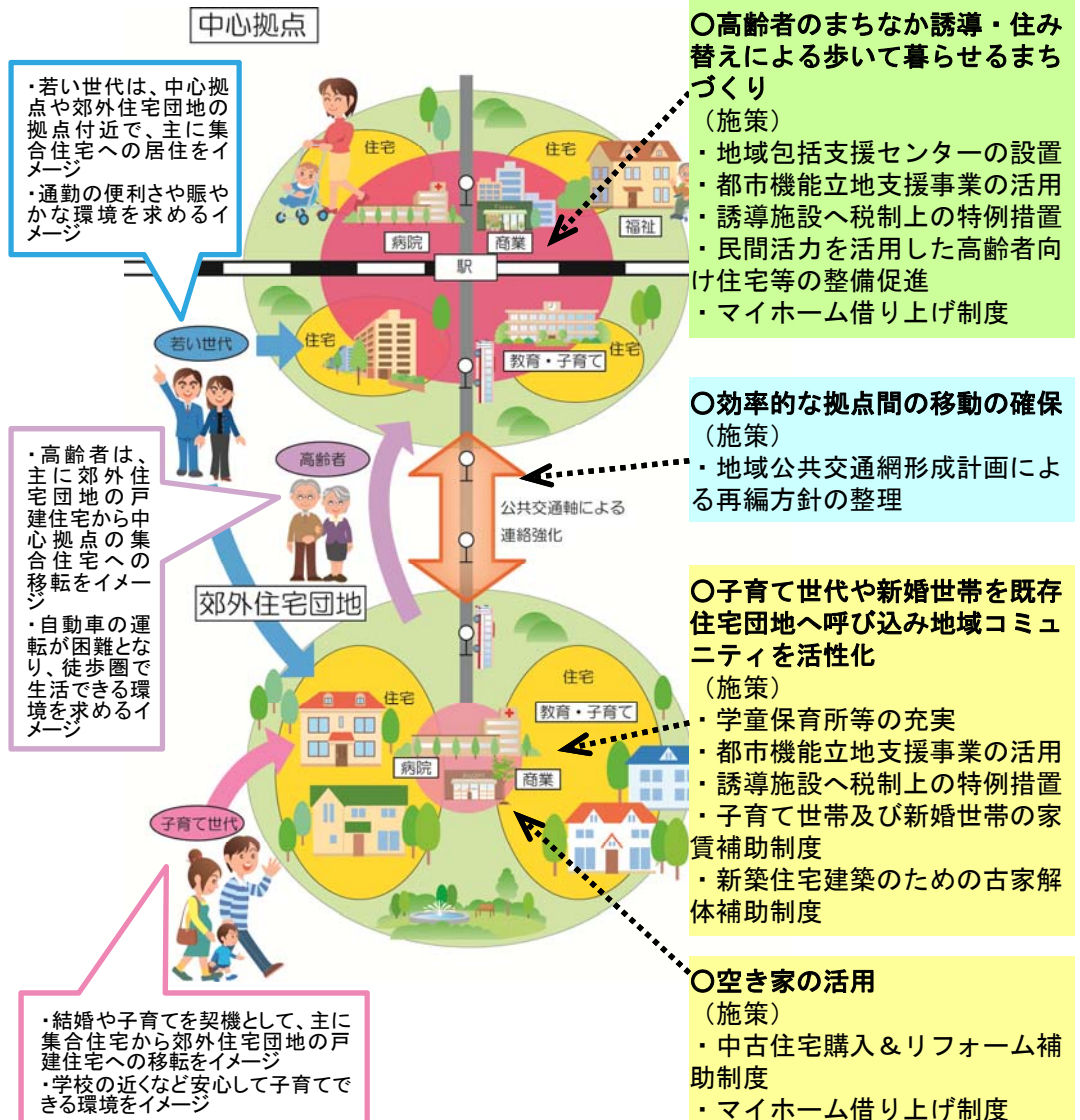 中心拠点
・若い世代は、中心拠
点や郊外住宅団地の
拠点付近で、主に集
合住宅への居住をイ
メージ
・通勤の便利さや賑や
かな環境を求めるイ
メージ
住宅
住宅
病院
商業
福祉
駅
住宅
教育・子育て
住宅
若い世代
・高齢者は、
主に郊外住
宅団地の戸
建住宅から中
心拠点の集
合住宅への
移転をイメー
ジ
・自動車の運
転が困難とな
り、徒歩圏で
生活できる環
境を求めるイ
メージ
高齢者
公共交通軸による
連絡強化
郊外住宅団地
住宅
住宅
教育・子育て
病院
商業
子育て世代
・結婚や子育てを契機として、主に
集合住宅から郊外住宅団地の戸
建住宅への移転をイメージ
・学校の近くなど安心して子育てで
きる環境をイメージ
〇高齢者のまちなか誘導・住み
替えによる歩いて暮らせるまち
づくり
（施策）
・地域包括支援センターの設置
・都市機能立地支援事業の活用
・誘導施設へ税制上の特例措置
・民間活力を活用した高齢者向
け住宅等の整備促進
・マイホーム借り上げ制度
〇効率的な拠点間の移動の確保
（施策）
・地域公共交通網形成計画によ
る再編方針の整理
〇子育て世代や新婚世帯を既存
住宅団地へ呼び込み地域コミュ
ニティを活性化
（施策）
・学童保育所等の充実
・都市機能立地支援事業の活用
・誘導施設へ税制上の特例措置
・子育て世帯及び新婚世帯の家
賃補助制度
・新築住宅建築のための古家解
体補助制度
〇空き家の活用
（施策）
・中古住宅購入＆リフォーム補
助制度
・マイホーム借り上げ制度